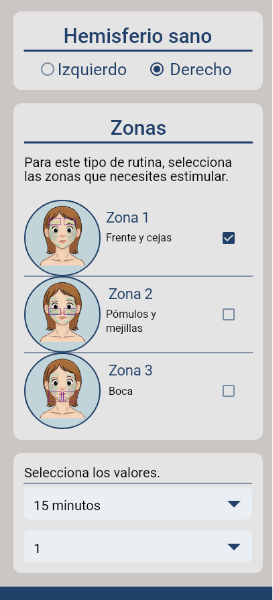 Hemisferio sano
Izquierdo
Derecho
Zonas
Para este tipo de rutina, selecciona
las zonas que necesites estimular.
Zona 1
Frente y cejas
Zona 2
Pómulos y
mejillas
Zona 3
Boca
Selecciona los valores.
15 minutos
1